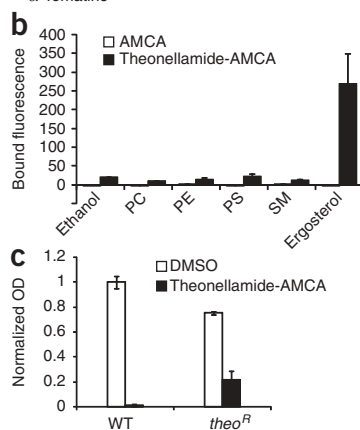 b
AMCA
Theonellamide-AMCA
Bound fluorescence
400
350
300
250
200
150
100
50
0
Ethanol
PC
PE
PS
SM
Ergosterol
c
DMSO
Theonellamide-AMCA
Normalized OD
1.2
1
0.8
0.6
0.4
0.2
0
WT
theoR